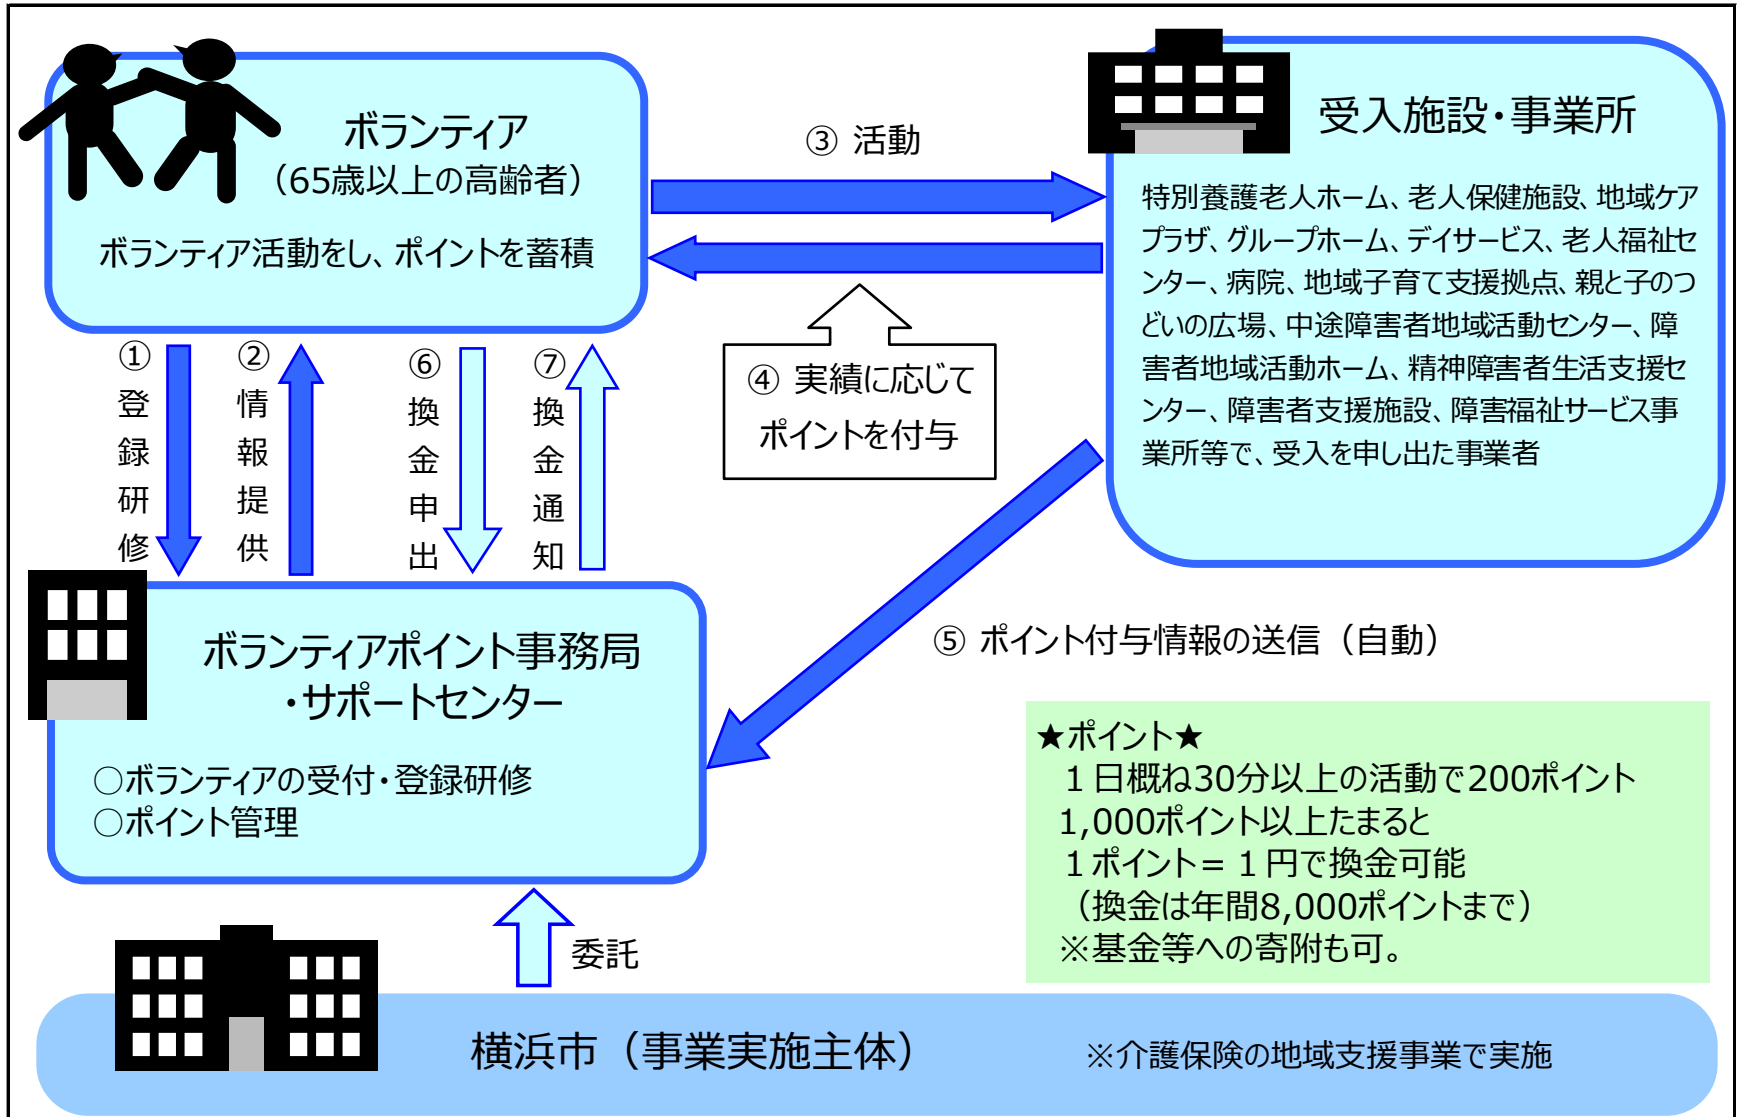 ボランティア
（65歳以上の高齢者）
ボランティア活動をし、ポイントを蓄積
③ 活動
受入施設・事業所
特別養護老人ホーム、老人保健施設、地域ケア
プラザ、グループホーム、デイサービス、老人福祉セ
ンター、病院、地域子育て支援拠点、親と子のつ
どいの広場、中途障害者地域活動センター、障
害者地域活動ホーム、精神障害者生活支援セ
ンター、障害者支援施設、障害福祉サービス事
業所等で、受入を申し出た事業者
④ 実績に応じて
ポイントを付与
①登録研修
②情報提供
⑥換金申出
⑦換金通知
⑤ ポイント付与情報の送信（自動）
ボランティアポイント事務局
・サポートセンター
○ボランティアの受付・登録研修
○ポイント管理
★ポイント★
１日概ね30分以上の活動で200ポイント
1,000ポイント以上たまると
１ポイント＝１円で換金可能
（換金は年間8,000ポイントまで）
※基金等への寄附も可。
委託
横浜市（事業実施主体）
※介護保険の地域支援事業で実施